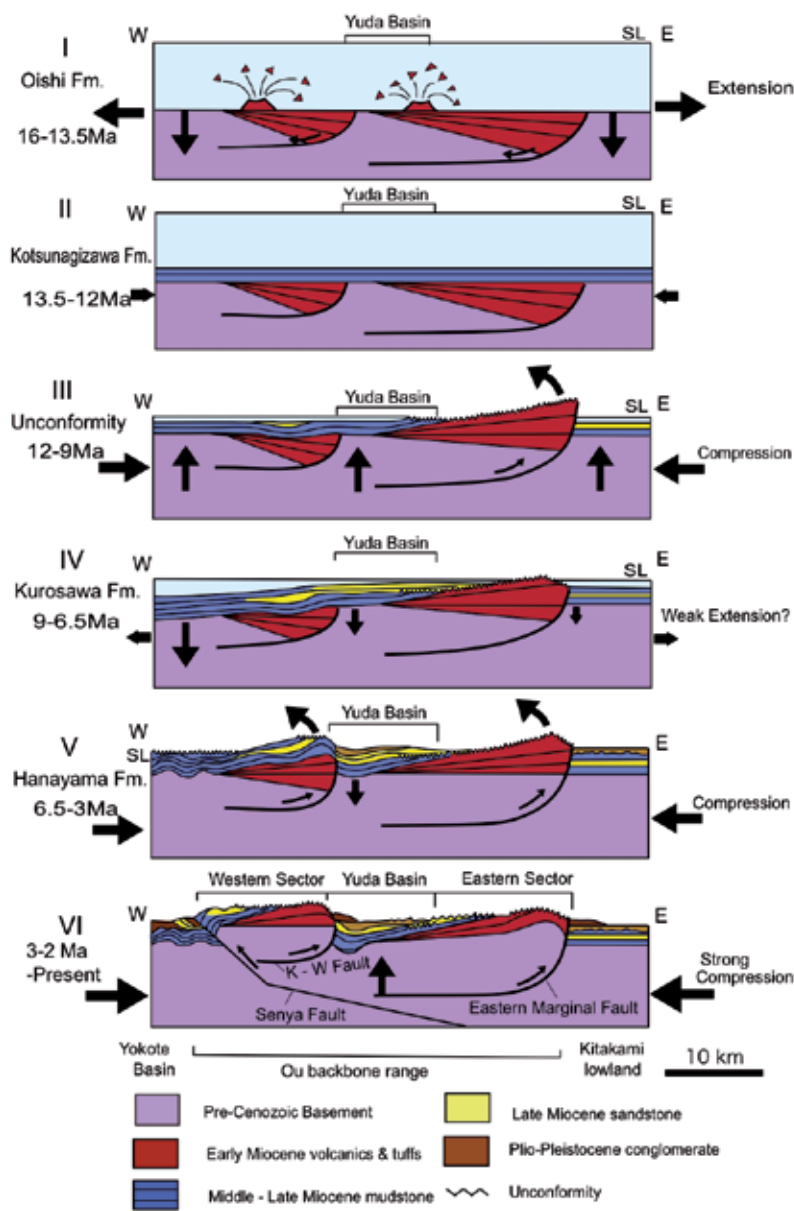 Yuda Basin
W
SL E
I
Oishi Fm.
16-13.5Ma
Extension
Yuda Basin
W
SL E
II
Kotsunagizawa Fm.
13.5-12Ma
III
W
Yuda Basin
SL E
Unconformity
12-9Ma
Compression
Yuda Basin
W
E
SL
IV
Kurosawa Fm.
9-6.5Ma
Weak Extension?
Yuda Basin
W
SL
E
V
Hanayama Fm.
6.5-3Ma
Compression
Western Sector Yuda Basin Eastern Sector
W
E
VI
3-2 Ma
-Present
Strong
Compression
K - W Fault
Senya Fault
Eastern Marginal Fault
Yokote
Basin
Ou backbone range
Kitakami
lowland
10 km
Pre-Cenozoic Basement
Late Miocene sandstone
Early Miocene volcanics & tuffs
Plio-Pleistocene conglomerate
Middle - Late Miocene mudstone
Unconformity